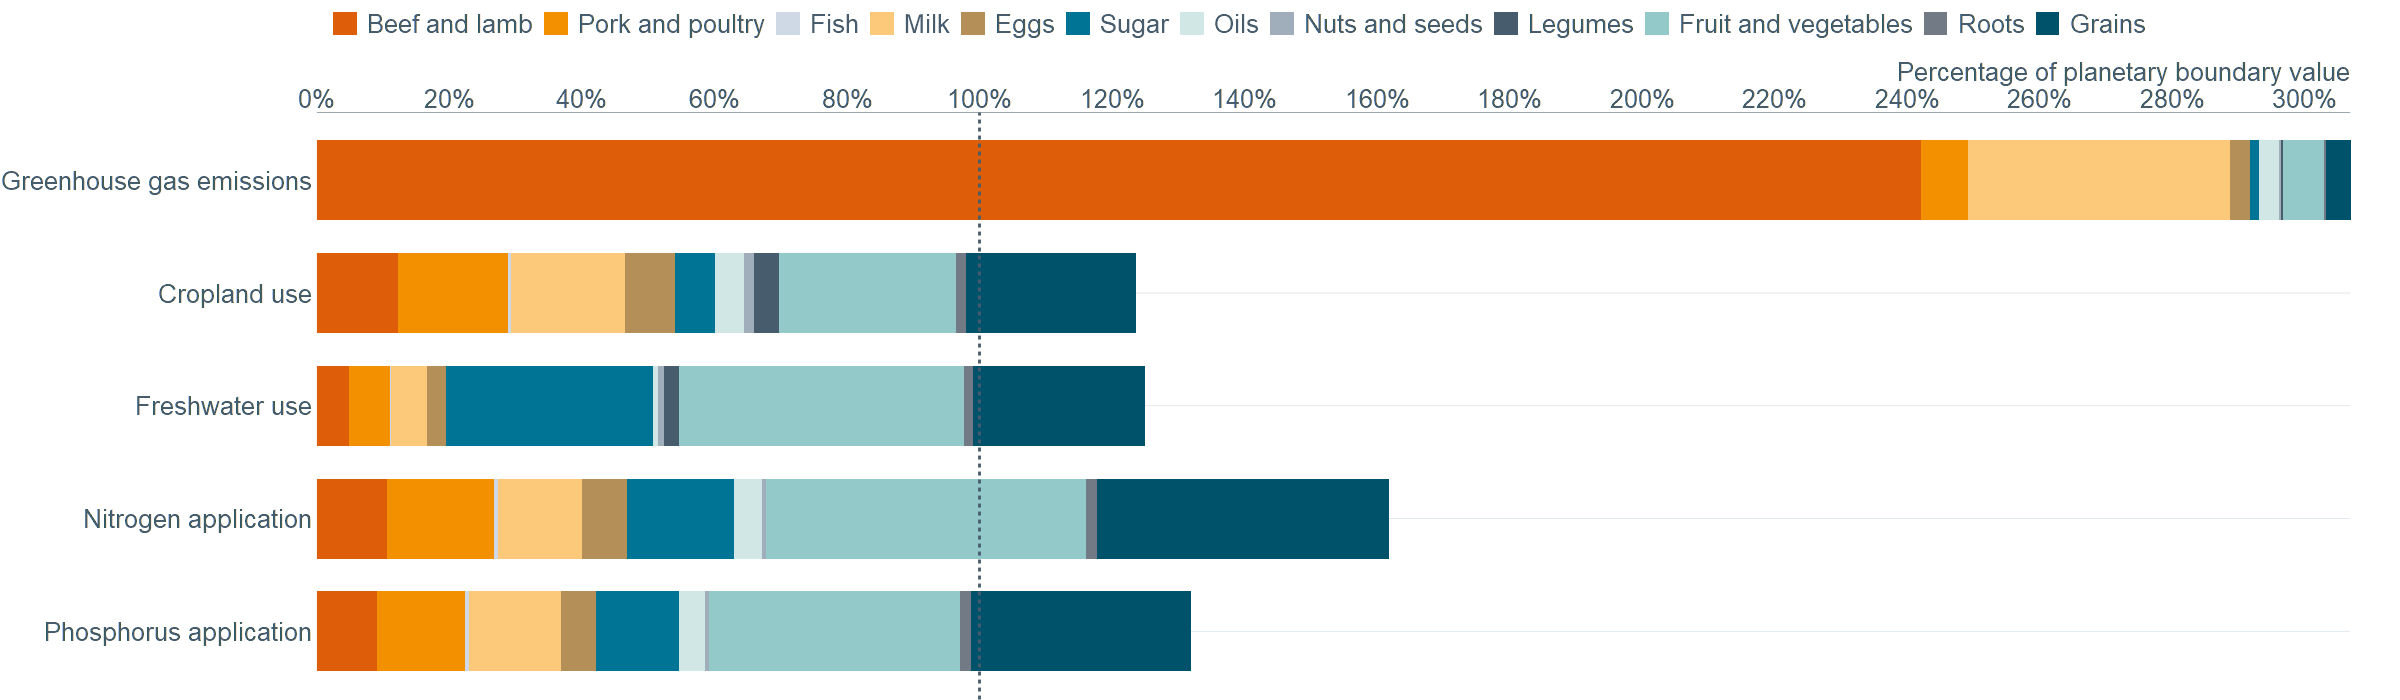 Beef and lamb Pork and poultry Fish Milk Eggs Sugar Oils Nuts and seeds Legumes Fruit and vegetables Roots Grains
Percentage of planetary boundary value
0% 20% 40% 60% 80% 100% 120% 140% 160% 180% 200% 220% 240% 260% 280% 300%
Greenhouse gas emissions
Cropland use
Freshwater use
Nitrogen application
Phosphorus application